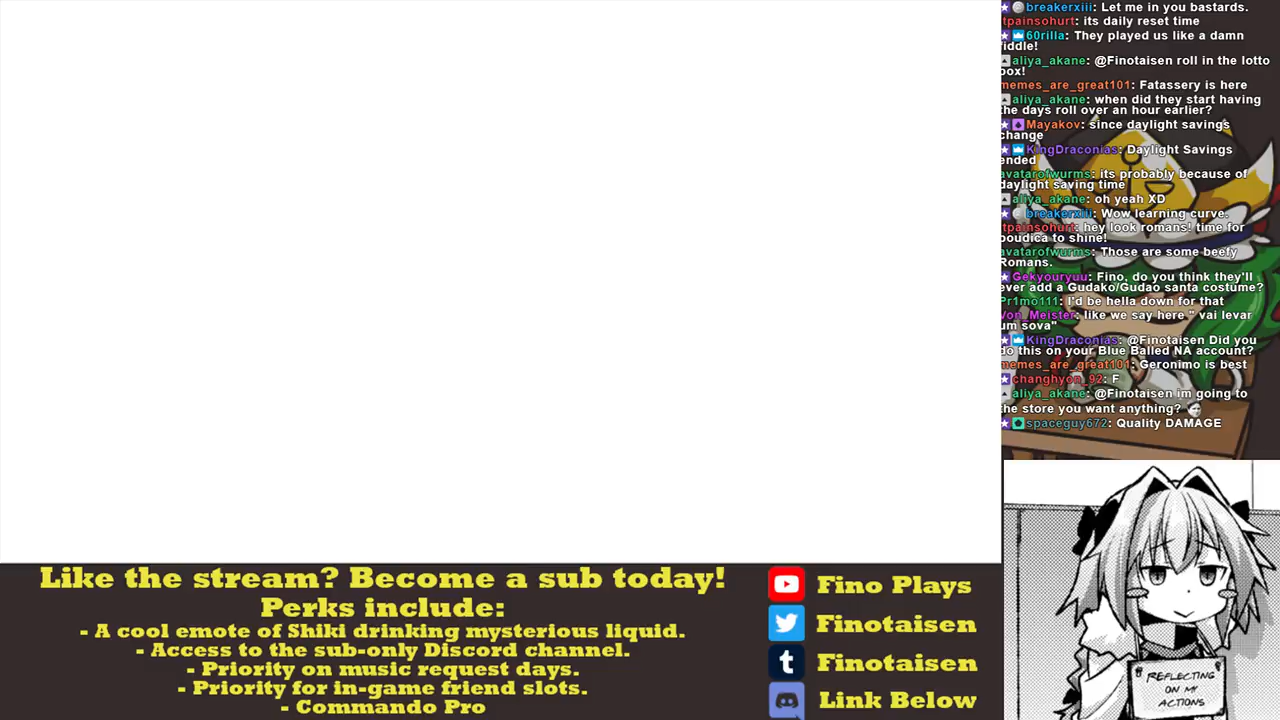 breakerxiii: Let me in you bastards.
tpainsohurt: its daily reset time
60rilla: They played us like a damn
riddle!
aliya_akane: @Finotaisen roll in the lotto
box!
memes_are_great101: Fatassery is here
aliya_akane: when did they start having
the days roll over an hour earlier?
Mayakov: since daylight savings
change
KingDraconias: Daylight Savings
ended
avatarofwurms: its probably because of
daylight saving time
aliya_akane: oh yeah XD
breakerxiii: Wow learning curve.
tpainsohurt: hey look romans! time for
boudica to shine!
avatarofwurms: Those are some beefy
Romans.
Gekyouryuu: Fino, do you think they'll
ever add a Gudako/Gudao santa costume?
Pr1mo111: I'd be hella down for that
Von_Meister: like we say here " vai levar
um sova"
KingDraconias: @Finotaisen Did you
do this on your Blue Balled NA account?
memes_are_great101: Geronimo is best
changhyon_92: F
aliya_akane: @Finotaisen im going to
the store you want anything?
spaceguy672: Quality DAMAGE
Like the stream? Become a sub today!
Perks include:
- A cool emote of Shiki drinking mysterious liquid.
- Access to the sub-only Discord channel.
- Priority on music request days.
- Priority for in-game friend slots.
- Commando Pro
Fino Plays
Finotaisen
t Finotaisen
Link Below
REFLECTING
ON MY
ACTIONS